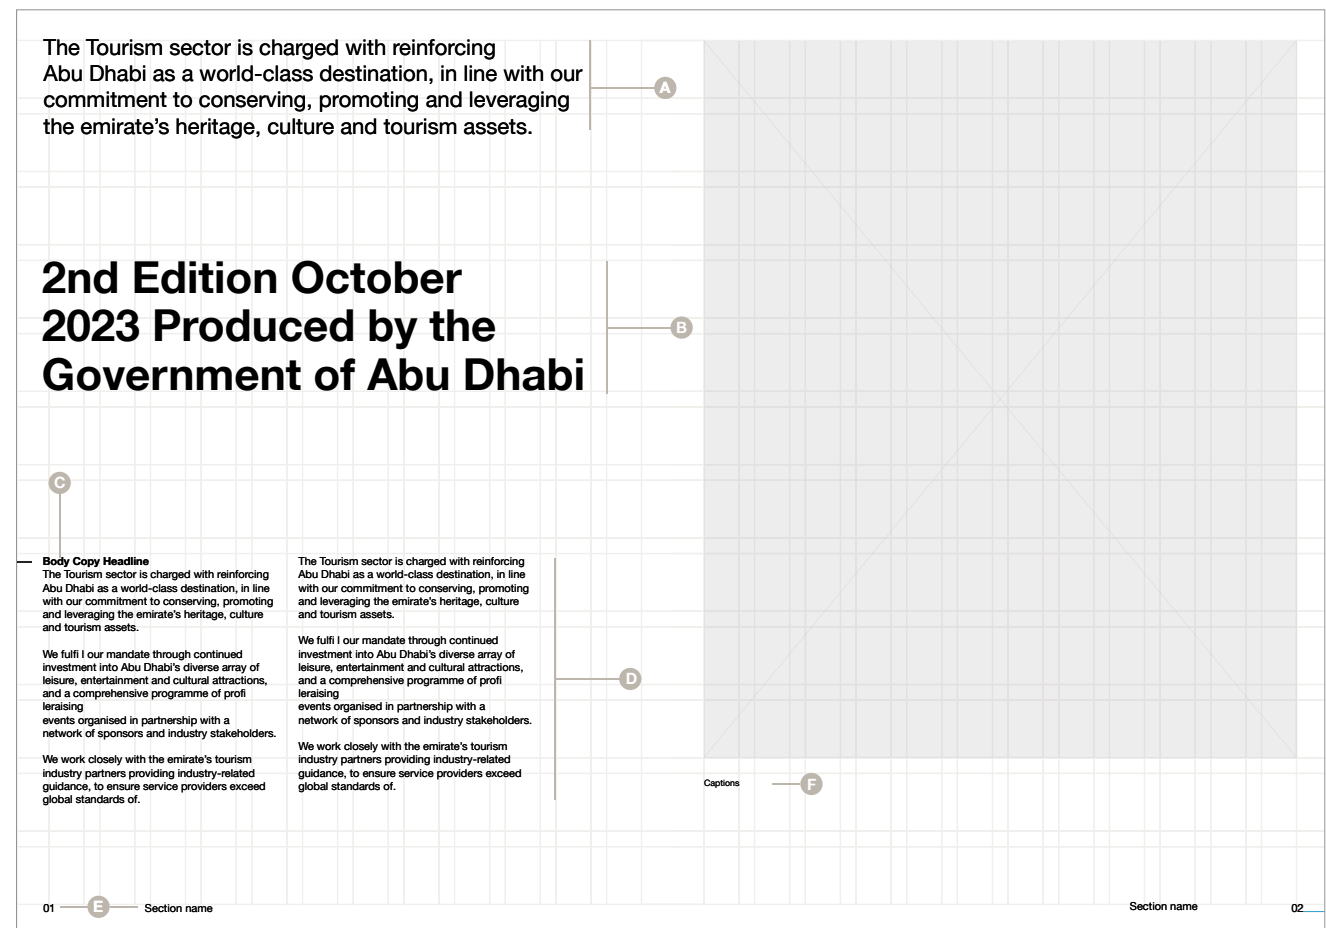 The Tourism sector is charged with reinforcing
Abu Dhabi as a world-class destination, in line with our
commitment to conserving, promoting and leveraging
the emirate's heritage, culture and tourism assets.
A
2nd Edition October
2023 Produced by the
Government of Abu Dhabi
B
C
Body Copy Headline
The Tourism sector is charged with reinforcing
Abu Dhabi as a world-class destination, in line
with our commitment to conserving, promoting
and leveraging the emirate's heritage, culture
and tourism assets.
We fulfi l our mandate through continued
investment into Abu Dhabi's diverse array of
leisure, entertainment and cultural attractions,
and a comprehensive programme of profi
leraising
events organised in partnership with a
network of sponsors and industry stakeholders.
We work closely with the emirate's tourism
industry partners providing industry-related
guidance, to ensure service providers exceed
global standards of.
The Tourism sector is charged with reinforcing
Abu Dhabi as a world-class destination, in line
with our commitment to conserving, promoting
and leveraging the emirate's heritage, culture
and tourism assets.
We fulfi l our mandate through continued
investment into Abu Dhabi's diverse array of
leisure, entertainment and cultural attractions,
and a comprehensive programme of profi
leraising
events organised in partnership with a
network of sponsors and industry stakeholders.
We work closely with the emirate's tourism
industry partners providing industry-related
guidance, to ensure service providers exceed
global standards of.
D
Captions
F
01
E
Section name
Section name
02